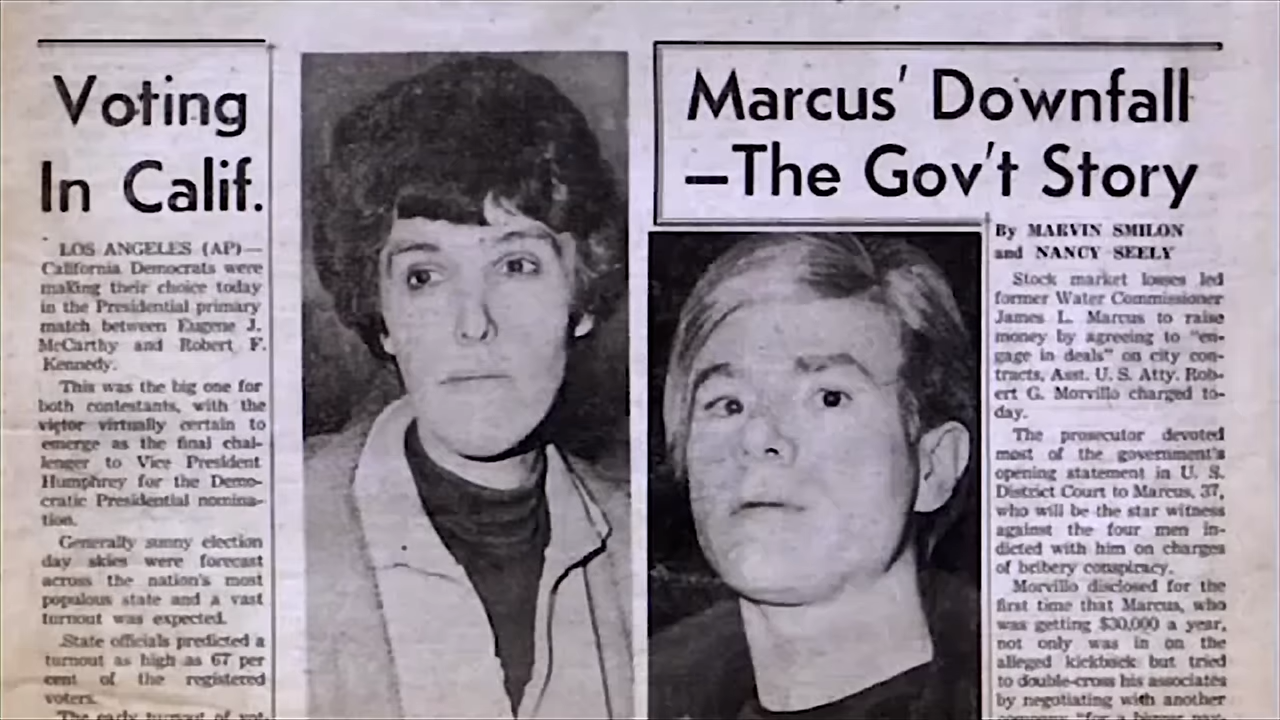 Voting
In Calif.
LOS ANGELES (AP)—
California Democrats were
making their choice today
in the Presidential primary
match between Eugene J.
McCarthy and Robert F.
Kennedy.
This was the big one for
both contestants, with the
victor virtually certain to
emerge as the final chal-
lenger to Vice President
Humphrey for the Demo-
cratic Presidential nomina-
tion.
Generally sunny election
day skies were forecast
across the nation's most
populous state and a vast
turnout was expected.
State officials predicted a
turnout as high as 67 per
cent of the registered
voters.
The early turnout of vot-
Marcus' Downfall
—The Gov't Story
By MARVIN SMILON
and NANCY SEELY
Stock market losses led
former Water Commissioner
James L. Marcus to raise
money by agreeing to "en-
gage in deals" on city con-
tracts, Asst. U. S. Atty. Rob-
ert G. Morvillo charged to-
day.
The prosecutor devoted
most of the government's
opening statement in U. S.
District Court to Marcus, 37,
who will be the star witness
against the four men in-
dicted with him on charges
of bribery conspiracy.
Morvillo disclosed for the
first time that Marcus, who
was getting $30,000 a year,
not only was in on the
alleged kickback but tried
to double-cross his associates
by negotiating with another
company "for